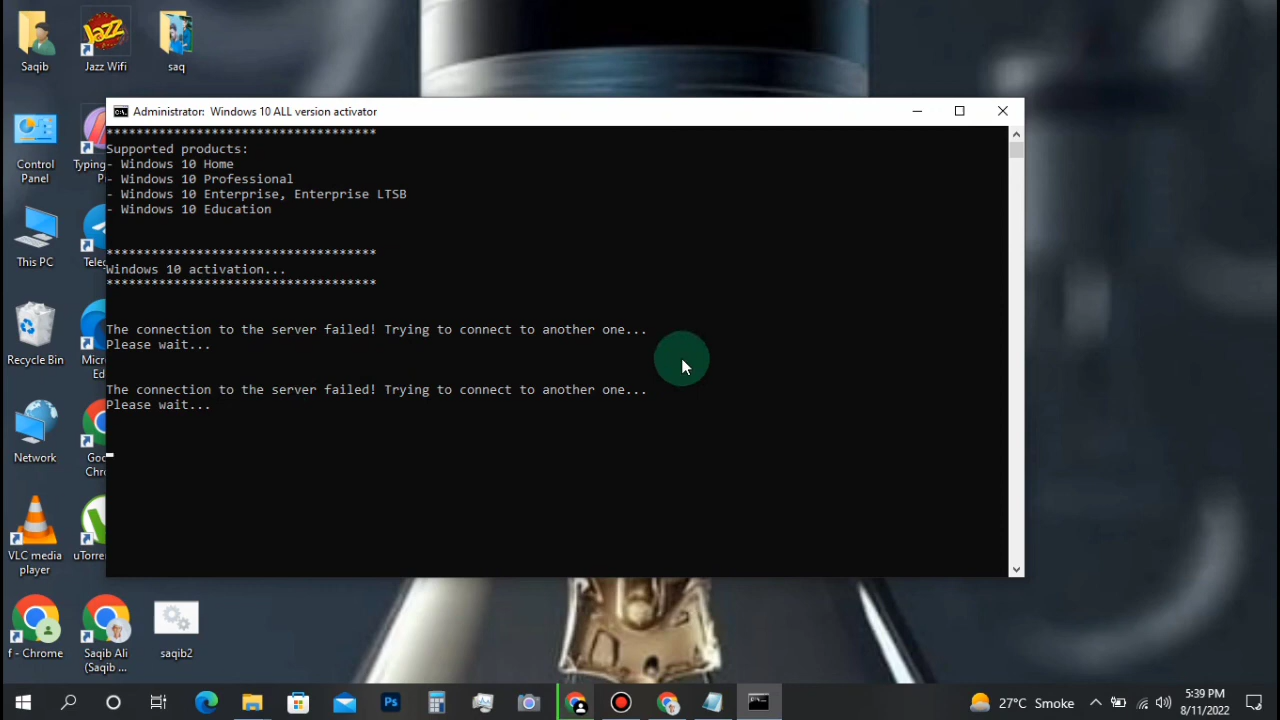 Saqib
Jazz
Jazz Wifi
saq
Administrator: Windows 10 ALL version activator
***********************************
Supported products:
- Windows 10 Home
- Windows 10 Professional
- Windows 10 Enterprise, Enterprise LTSB
- Windows 10 Education
************************************
Windows 10 activation...
************************************
The connection to the server failed! Trying to connect to another one...
Please wait...
The connection to the server failed! Trying to connect to another one...
Please wait...
Control
Panel
Typing
This PC
Recycle Bin
Network
VLC media
player
f - Chrome
Saqib Ali
(Saqib ...
saqib2
Ps
27°C Smoke
5:39 PM
8/11/2022